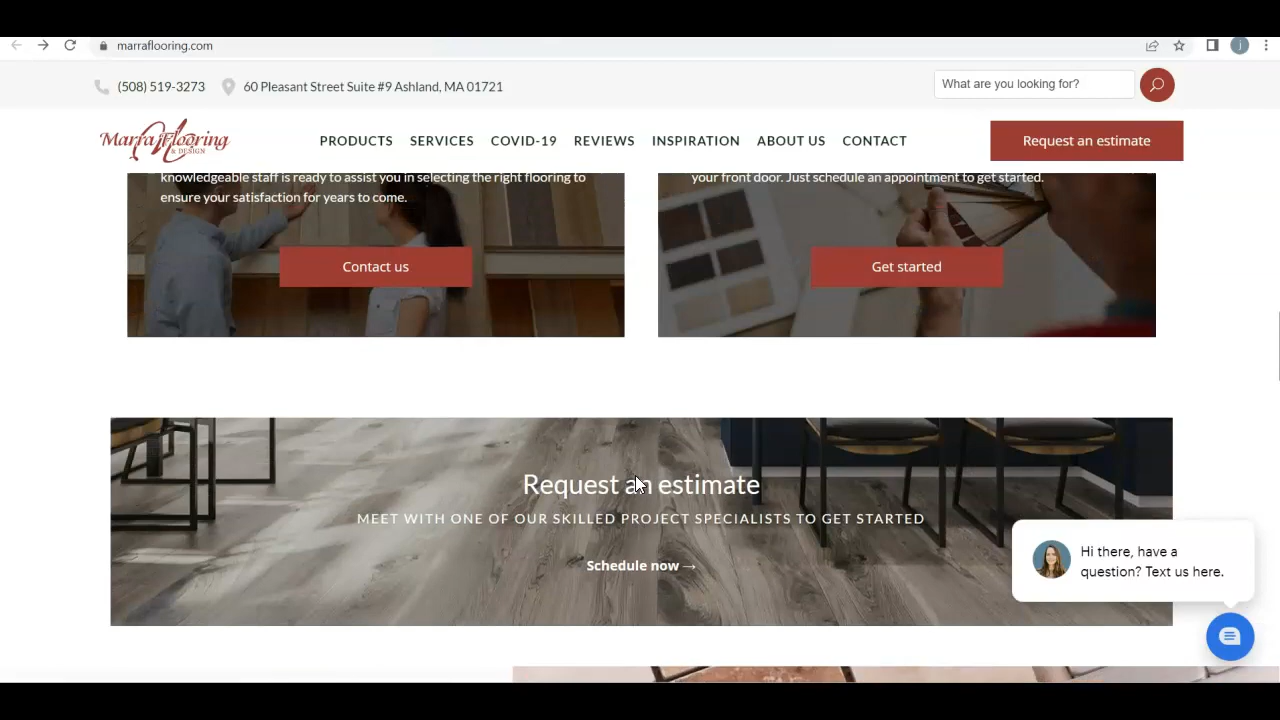 marraflooring.com
j
(508) 519-3273
60 Pleasant Street Suite #9 Ashland, MA 01721
What are you looking for?
Marra Flooring
& DESIGN
PRODUCTS SERVICES COVID-19 REVIEWS INSPIRATION ABOUT US CONTACT
Request an estimate
knowledgeable staff is ready to assist you in selecting the right flooring to
ensure your satisfaction for years to come.
Contact us
your front door. Just schedule an appointment to get started.
Get started
Request an estimate
MEET WITH ONE OF OUR SKILLED PROJECT SPECIALISTS TO GET STARTED
Schedule now →
Hi there, have a
question? Text us here.